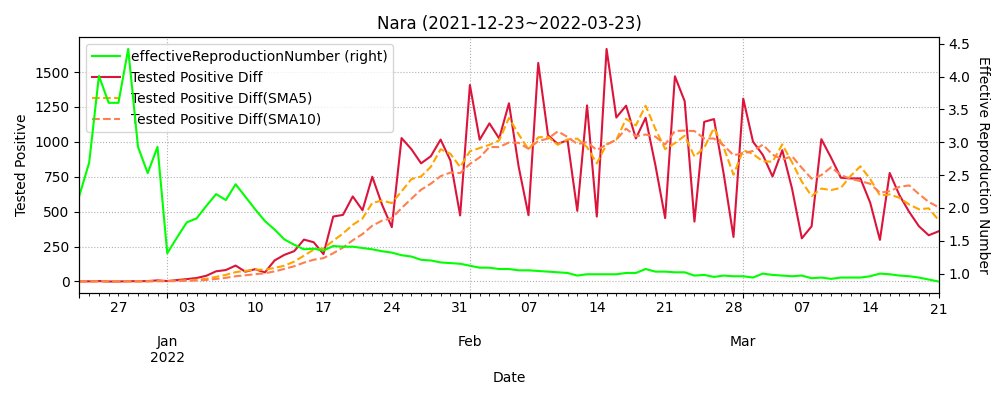 Nara (2021-12-23~2022-03-23)
effectiveReproductionNumber (right)
Tested Positive Diff
Tested Positive Diff(SMA5)
Tested Positive Diff(SMA10)
Tested Positive
1500
1250
1000
750
500
250
0
4.5
4.0
3.5
3.0
2.5
2.0
1.5
1.0
Effective Reproduction Number
27 03 10 17 24 31 07 14 21 28 07 14 21
Jan Feb Mar
2022
Date